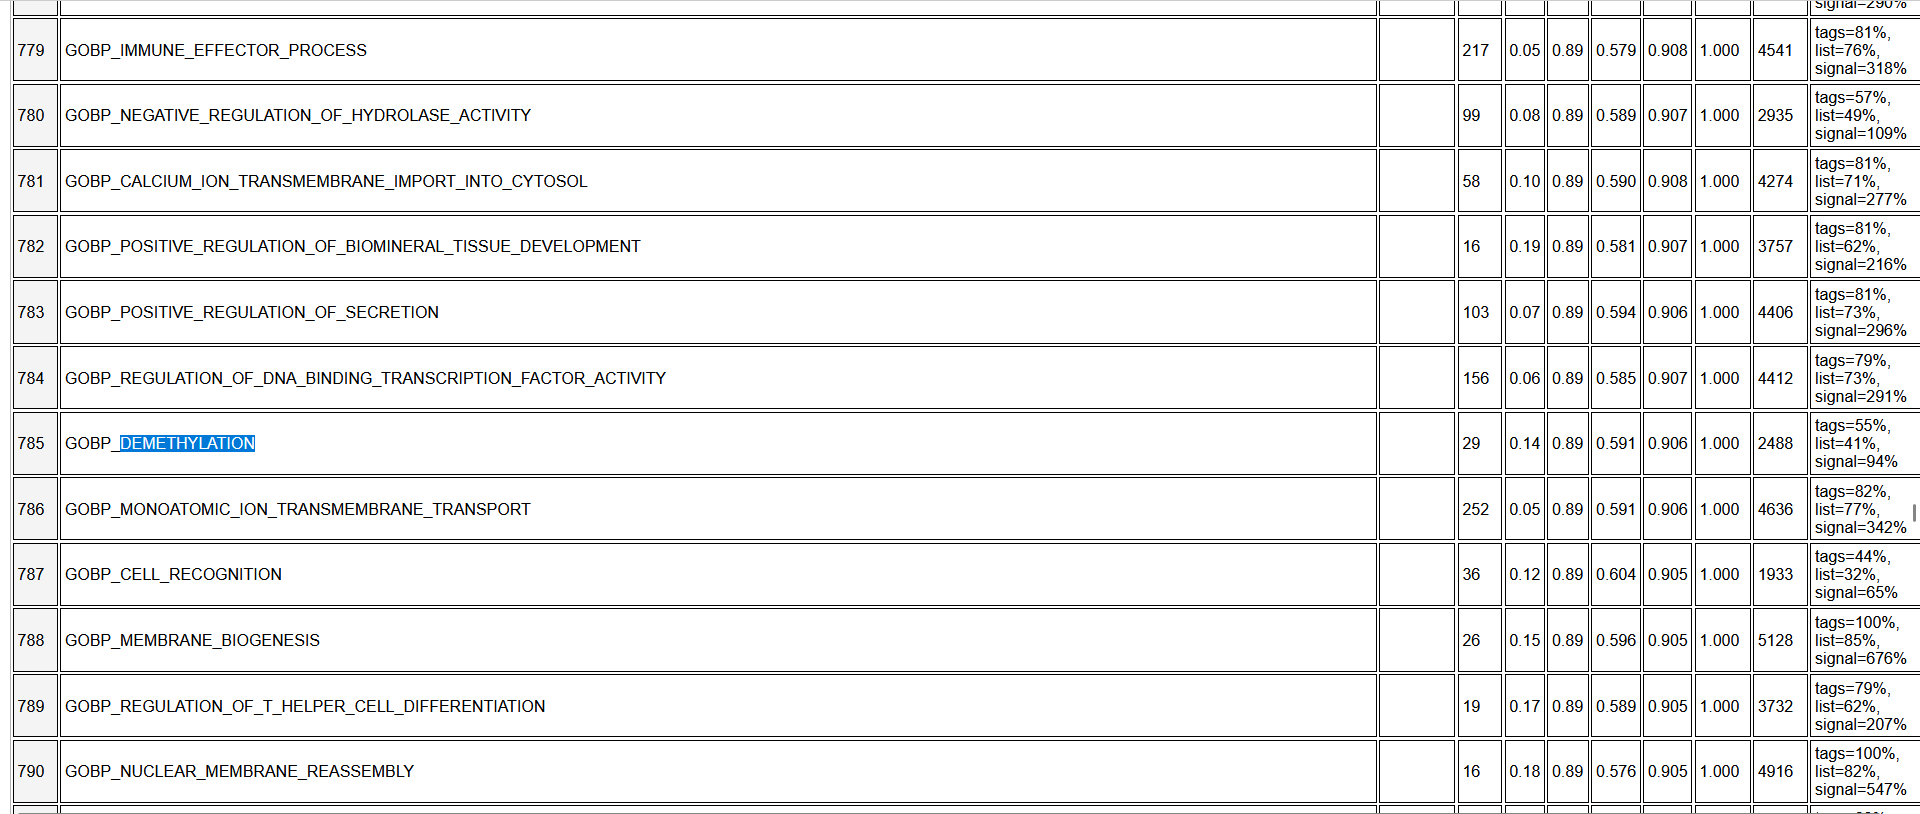 signal=290%
779 GOBP_IMMUNE_EFFECTOR_PROCESS 217 0.05 0.89 0.579 0.908 1.000 4541 tags=81%,
list=76%,
signal=318%
780 GOBP_NEGATIVE_REGULATION_OF_HYDROLASE_ACTIVITY 99 0.08 0.89 0.589 0.907 1.000 2935 tags=57%,
list=49%,
signal=109%
781 GOBP_CALCIUM_ION_TRANSMEMBRANE_IMPORT_INTO_CYTOSOL 58 0.10 0.89 0.590 0.908 1.000 4274 tags=81%,
list=71%,
signal=277%
782 GOBP_POSITIVE_REGULATION_OF_BIOMINERAL_TISSUE_DEVELOPMENT 16 0.19 0.89 0.581 0.907 1.000 3757 tags=81%,
list=62%,
signal=216%
783 GOBP_POSITIVE_REGULATION_OF_SECRETION 103 0.07 0.89 0.594 0.906 1.000 4406 tags=81%,
list=73%,
signal=296%
784 GOBP_REGULATION_OF_DNA_BINDING_TRANSCRIPTION_FACTOR_ACTIVITY 156 0.06 0.89 0.585 0.907 1.000 4412 tags=79%,
list=73%,
signal=291%
785 GOBP_DEMETHYLATION 29 0.14 0.89 0.591 0.906 1.000 2488 tags=55%,
list=41%,
signal=94%
786 GOBP_MONOATOMIC_ION_TRANSMEMBRANE_TRANSPORT 252 0.05 0.89 0.591 0.906 1.000 4636 tags=82%,
list=77%,
signal=342%
787 GOBP_CELL_RECOGNITION 36 0.12 0.89 0.604 0.905 1.000 1933 tags=44%,
list=32%,
signal=65%
788 GOBP_MEMBRANE_BIOGENESIS 26 0.15 0.89 0.596 0.905 1.000 5128 tags=100%,
list=85%,
signal=676%
789 GOBP_REGULATION_OF_T_HELPER_CELL_DIFFERENTIATION 19 0.17 0.89 0.589 0.905 1.000 3732 tags=79%,
list=62%,
signal=207%
790 GOBP_NUCLEAR_MEMBRANE_REASSEMBLY 16 0.18 0.89 0.576 0.905 1.000 4916 tags=100%,
list=82%,
signal=547%